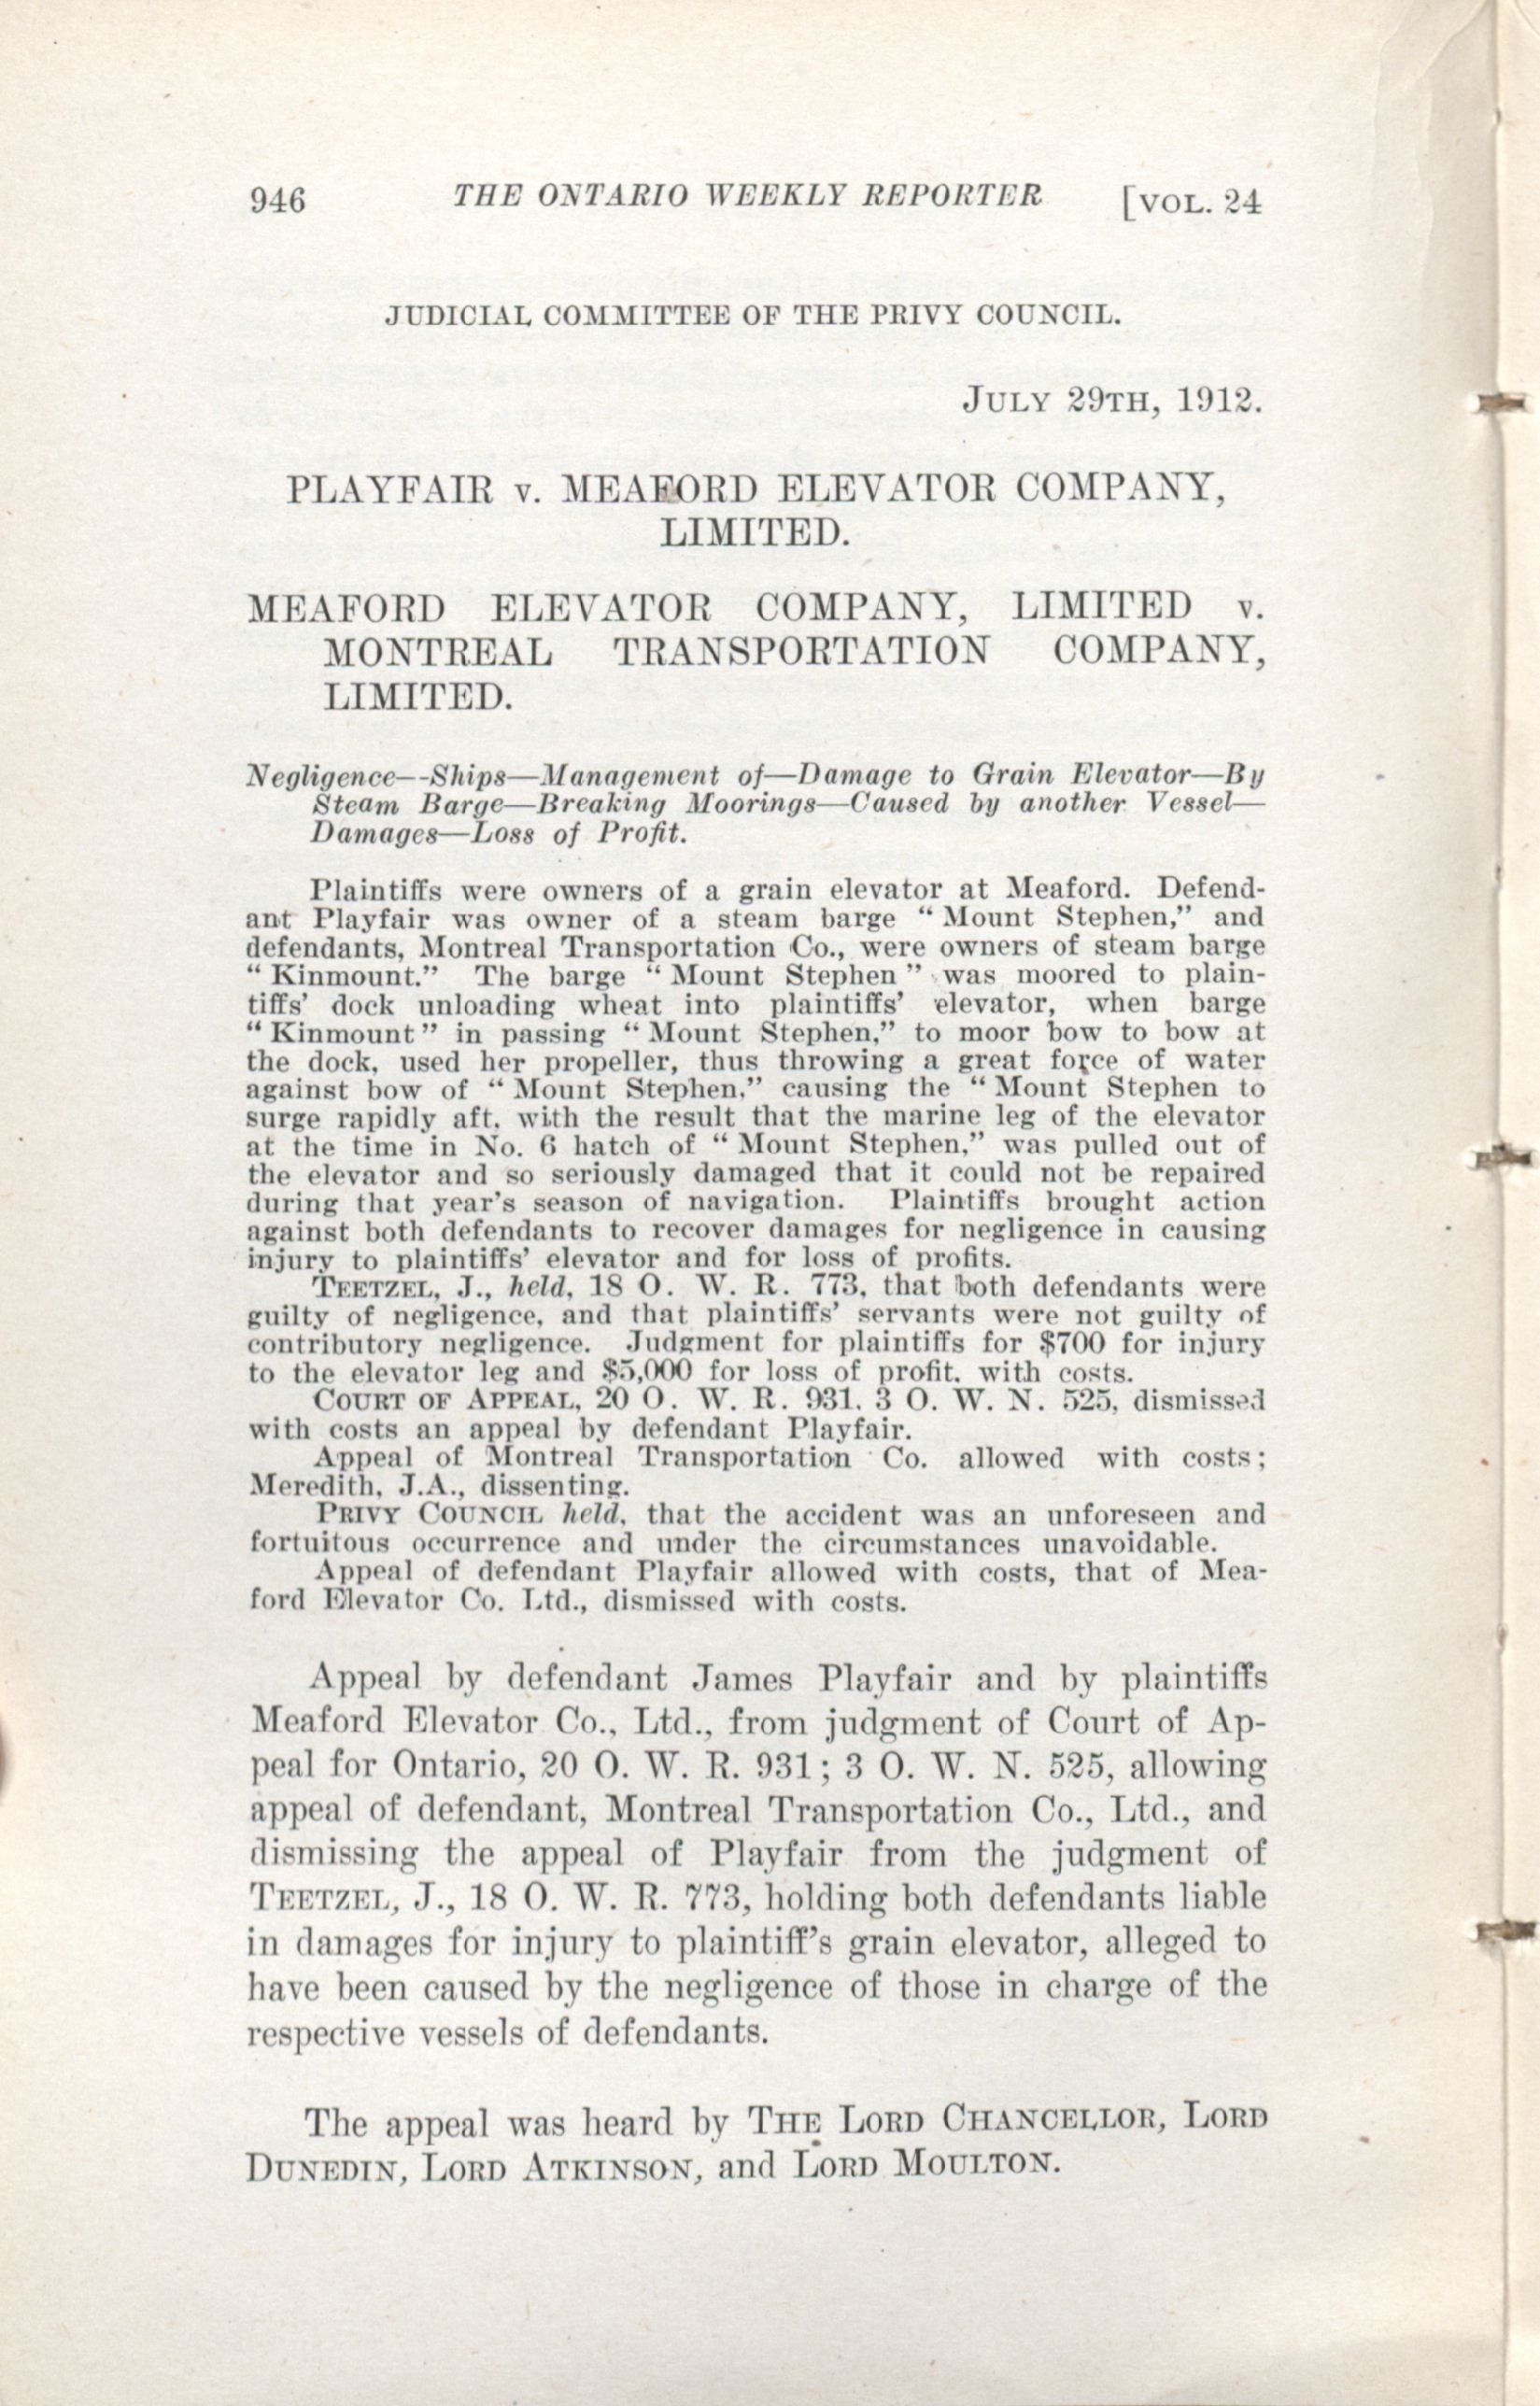 946 THE ONTARIO WEEKLY REPORTER [VOL. 24
JUDICIAL COMMITTEE OF THE PRIVY COUNCIL.
JULY 29TH, 1912.
PLAYFAIR v. MEAFORD ELEVATOR COMPANY,
LIMITED.
MEAFORD ELEVATOR COMPANY, LIMITED v.
MONTREAL TRANSPORTATION COMPANY,
LIMITED.
Negligence—-Ships—Management of—Damage to Grain Elevator—By
Steam Barge—Breaking Moorings—Caused by another Vessel—
Damages—Loss of Profit.
Plaintiffs were owners of a grain elevator at Meaford. Defend-
ant Playfair was owner of a steam barge “Mount Stephen,” and
defendants, Montreal Transportation Co., were owners of steam barge
“Kinmount.” The barge “Mount Stephen” was moored to plain-
tiffs’ dock unloading wheat into plaintiffs’ elevator, when barge
“Kinmount” in passing “Mount Stephen,” to moor bow to bow at
the dock, used her propeller, thus throwing a great force of water
against bow of “Mount Stephen,” causing the “Mount Stephen to
surge rapidly aft, with the result that the marine leg of the elevator
at the time in No. 6 hatch of “Mount Stephen,” was pulled out of
the elevator and so seriously damaged that it could not be repaired
during that year’s season of navigation. Plaintiffs brought action
against both defendants to recover damages for negligence in causing
injury to plaintiffs’ elevator and for loss of profits.
TEETZEL, J., held, 18 O. W. R. 773, that both defendants were
guilty of negligence, and that plaintiffs’ servants were not guilty of
contributory negligence. Judgment for plaintiffs for $700 for injury
to the elevator leg and $5,000 for loss of profit, with costs.
COURT OF APPEAL, 20 O. W. R. 931, 3 O. W. N. 525, dismissed
with costs an appeal by defendant Playfair.
Appeal of Montreal Transportation Co. allowed with costs;
Meredith, J.A., dissenting.
PRIVY COUNCIL held, that the accident was an unforeseen and
fortuitous occurrence and under the circumstances unavoidable.
Appeal of defendant Playfair allowed with costs, that of Mea-
ford Elevator Co. Ltd., dismissed with costs.
Appeal by defendant James Playfair and by plaintiffs
Meaford Elevator Co., Ltd., from judgment of Court of Ap-
peal for Ontario, 20 O. W. R. 931; 3 O. W. N. 525, allowing
appeal of defendant, Montreal Transportation Co., Ltd., and
dismissing the appeal of Playfair from the judgment of
TEETZEL, J., 18 O. W. R. 773, holding both defendants liable
in damages for injury to plaintiff’s grain elevator, alleged to
have been caused by the negligence of those in charge of the
respective vessels of defendants.
The appeal was heard by THE LORD CHANCELLOR, LORD
DUNEDIN, LORD ATKINSON, and LORD MOULTON.